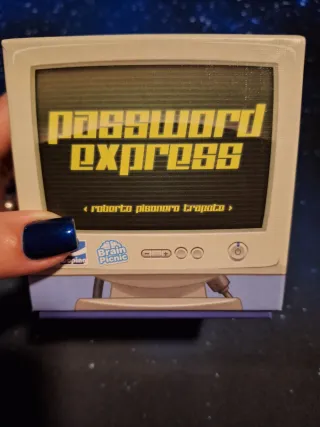 password
express
‹ roberto pisonero trapote ›
Brain
Picnic